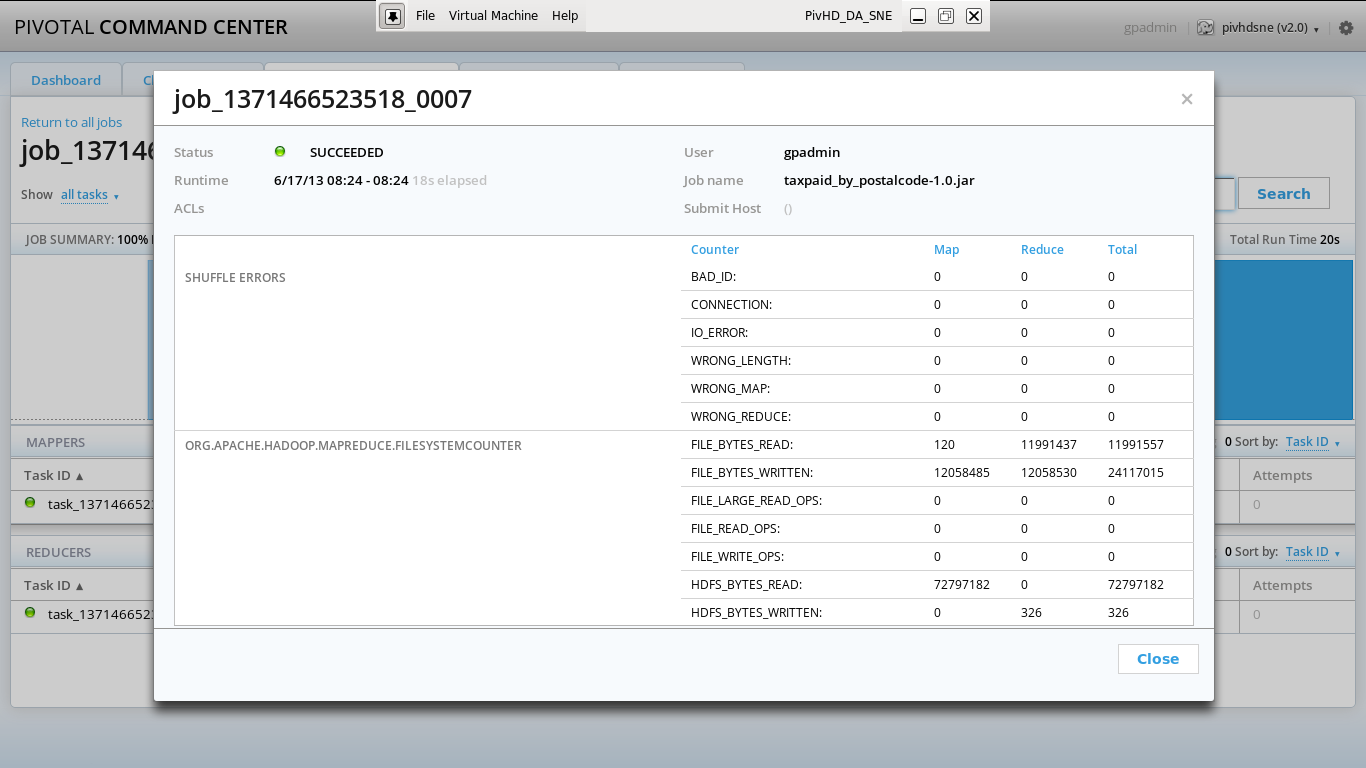 File Virtual Machine Help PivHD_DA_SNE
PIVOTAL COMMAND CENTER gpadmin pivhdsne (v2.0)
Dashboard
job_1371466523518_0007 ×
Return to all jobs
Status SUCCEEDED User gpadmin
Runtime 6/17/13 08:24 - 08:24 18s elapsed Job name taxpaid_by_postalcode-1.0.jar
Show all tasks Search
ACLs Submit Host ()
JOB SUMMARY: 100% Total Run Time 20s
Counter Map Reduce Total
SHUFFLE ERRORS BAD_ID: 0 0 0
CONNECTION: 0 0 0
IO_ERROR: 0 0 0
WRONG_LENGTH: 0 0 0
WRONG_MAP: 0 0 0
WRONG_REDUCE: 0 0 0
ORG.APACHE.HADOOP.MAPREDUCE.FILESYSTEMCOUNTER FILE_BYTES_READ: 120 11991437 11991557
FILE_BYTES_WRITTEN: 12058485 12058530 24117015
FILE_LARGE_READ_OPS: 0 0 0
FILE_READ_OPS: 0 0 0
FILE_WRITE_OPS: 0 0 0
HDFS_BYTES_READ: 72797182 0 72797182
HDFS_BYTES_WRITTEN: 0 326 326
MAPPERS 0 Sort by: Task ID
Task ID ▲ Attempts
0
REDUCERS 0 Sort by: Task ID
Task ID ▲ Attempts
0
Close